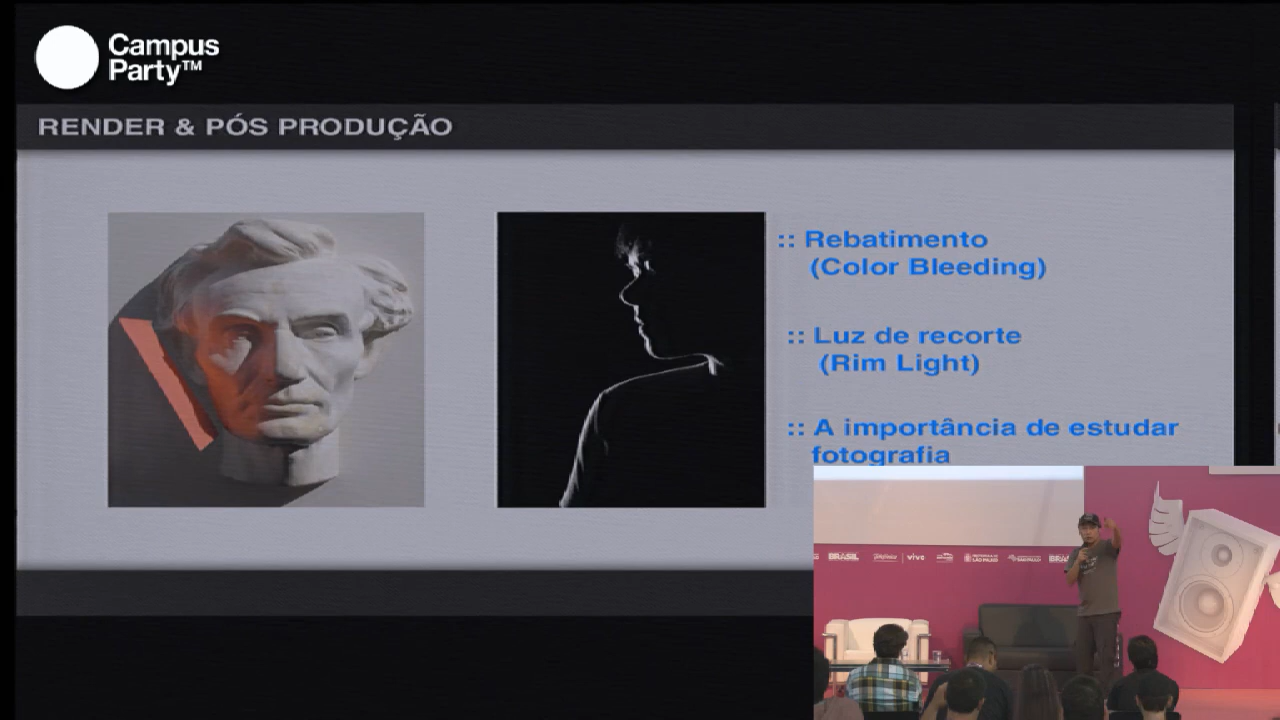 Campus
Party™
RENDER & PÓS PRODUÇÃO
:: Rebatimento
(Color Bleeding)
:: Luz de recorte
(Rim Light)
:: A importância de estudar
fotografia
BRASIL
vivo